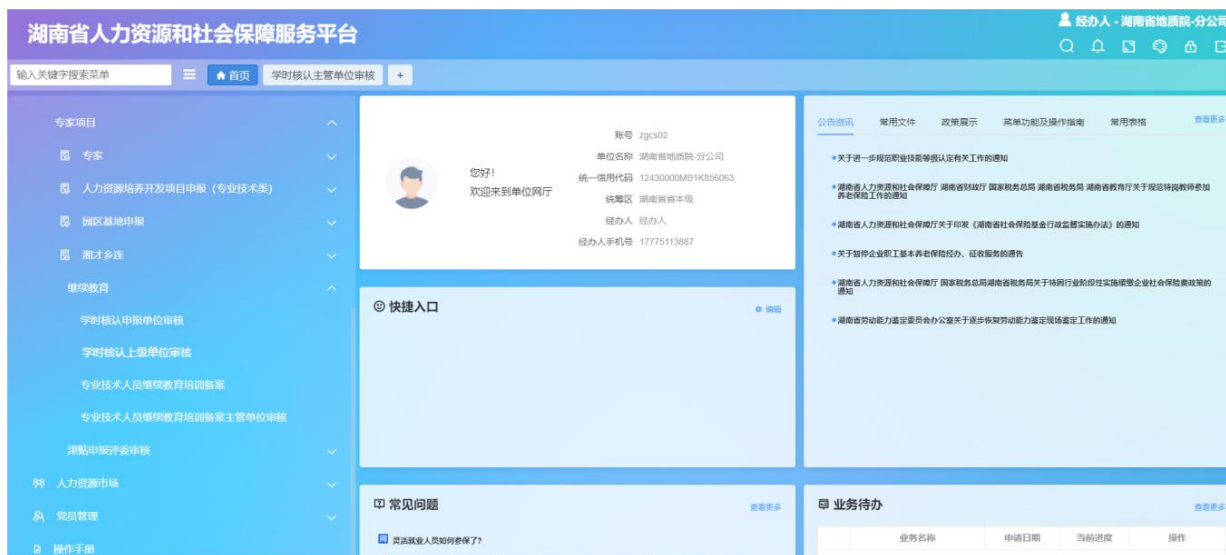 湖南省人力资源和社会保障服务平台
经办人 - 湖南省地质院-分公司
输入关键字搜索菜单
首页
学时核认主管单位审核
+
专家项目
专家
人力资源培养开发项目申报（专业技术类）
园区基地申报
湘才乡连
继续教育
学时核认申报单位审核
学时核认上级单位审核
专业技术人员继续教育培训备案
专业技术人员继续教育培训备案主管单位审核
津贴申报评委审核
人力资源市场
党员管理
操作手册
您好!
欢迎来到单位网厅
账号 zgcs02
单位名称 湖南省地质院-分公司
统一信用代码 12430000MB1K856063
统筹区 湖南省省本级
经办人 经办人
经办人手机号 17775113887
快捷入口
编辑
常见问题
查看更多
灵活就业人员如何参保了?
公告资讯 常用文件 政策展示 菜单功能及操作指南 常用表格 查看更多
关于进一步规范职业技能等级认定有关工作的通知
湖南省人力资源和社会保障厅 湖南省财政厅 国家税务总局 湖南省税务局 湖南省教育厅关于规范特岗教师参加
养老保险工作的通知
湖南省人力资源和社会保障厅关于印发《湖南省社会保险基金行政监督实施办法》的通知
关于暂停企业职工基本养老保险经办、征收服务的通告
湖南省人力资源和社会保障厅 国家税务总局湖南省税务局关于特困行业阶段性实施缓缴企业社会保险费政策的
通知
湖南省劳动能力鉴定委员会办公室关于逐步恢复劳动能力鉴定现场鉴定工作的通知
业务待办
查看更多
业务名称 申请日期 当前进度 操作